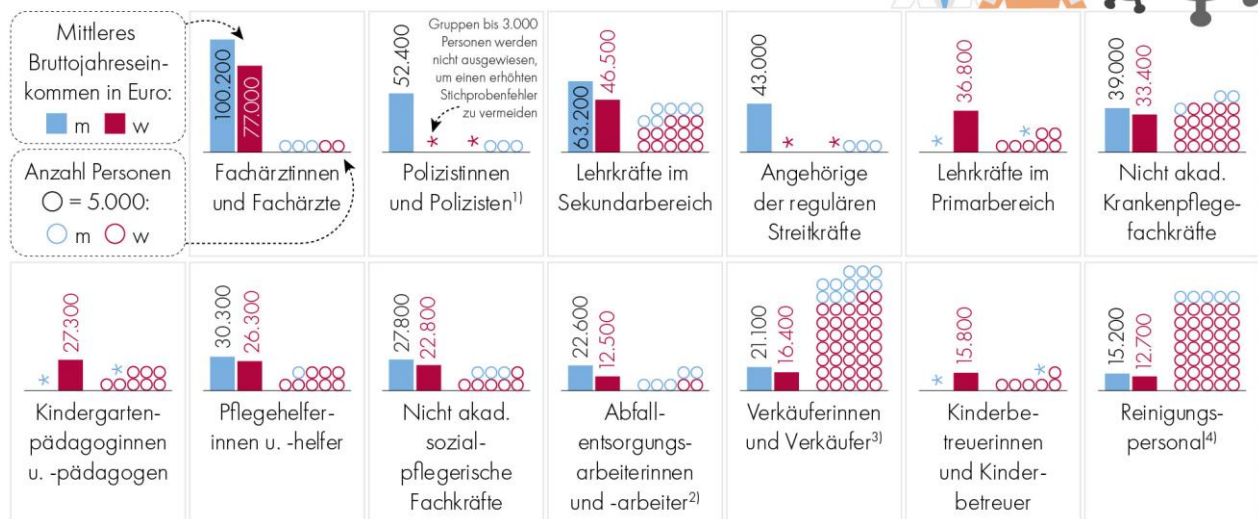 Mittleres
Bruttojahresein-
kommen in Euro:
m w
Anzahl Personen
= 5.000:
m w
100.200
77.000
Fachärztinnen
und Fachärzte
52.400
Gruppen bis 3.000
Personen werden
nicht ausgewiesen,
um einen erhöhten
Stichprobenfehler
zu vermeiden
* *
Polizistinnen
und Polizisten¹⁾
63.200
46.500
Lehrkräfte im
Sekundarbereich
43.000
* *
Angehörige
der regulären
Streitkräfte
*
36.800
*
Lehrkräfte im
Primarbereich
39.000
33.400
Nicht akad.
Krankenpflege-
fachkräfte
*
27.300
*
Kindergarten-
pädagoginnen
u. -pädagogen
30.300
26.300
Pflegehelfer-
innen u. -helfer
27.800
22.800
Nicht akad.
sozial-
pflegerische
Fachkräfte
22.600
12.500
Abfall-
entsorgungs-
arbeiterinnen
und -arbeiter²⁾
21.100
16.400
Verkäuferinnen
und Verkäufer³⁾
*
15.800
*
Kinderbe-
treuerinnen
und Kinder-
betreuer
15.200
12.700
Reinigungs-
personal⁴⁾